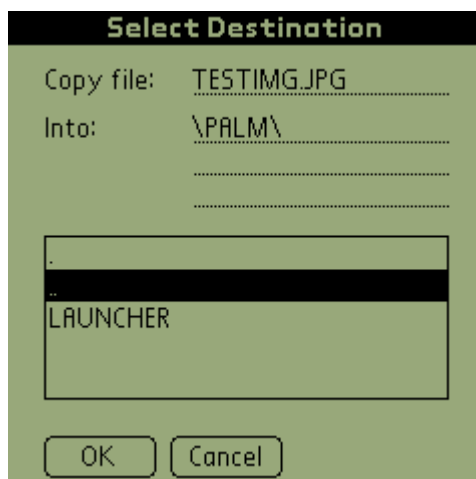 Select Destination
Copy file: TESTIMG.JPG
Into: \PALM\
.
..
LAUNCHER
OK Cancel